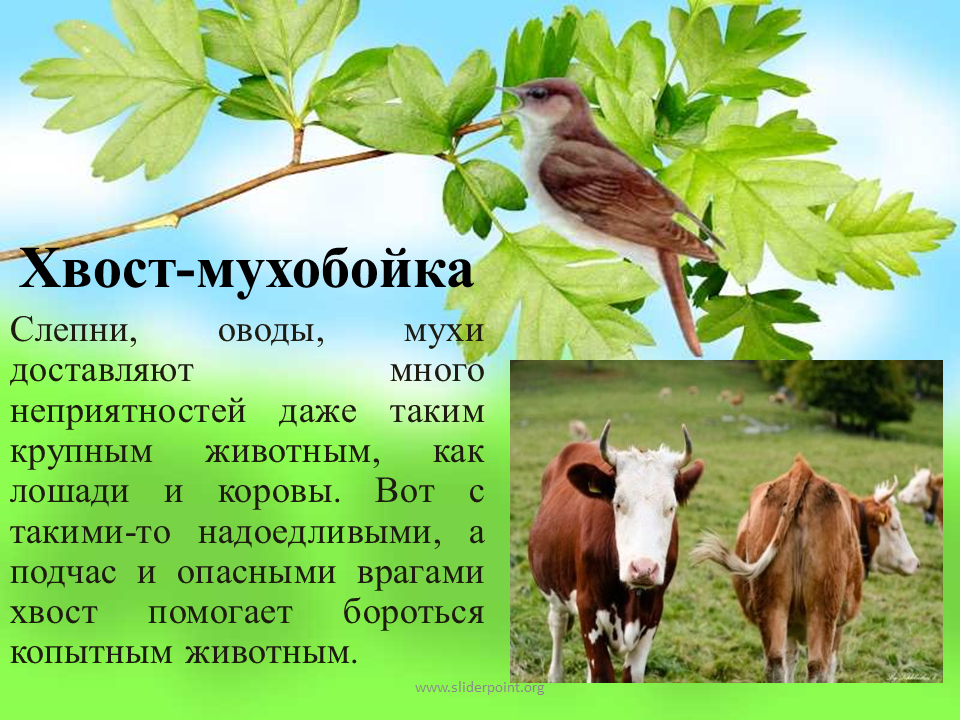 Хвост-мухобойка
Слепни, оводы, мухи
доставляют много
неприятностей даже таким
крупным животным, как
лошади и коровы. Вот с
такими-то надоедливыми, а
подчас и опасными врагами
хвост помогает бороться
копытным животным.
www.sliderpoint.org